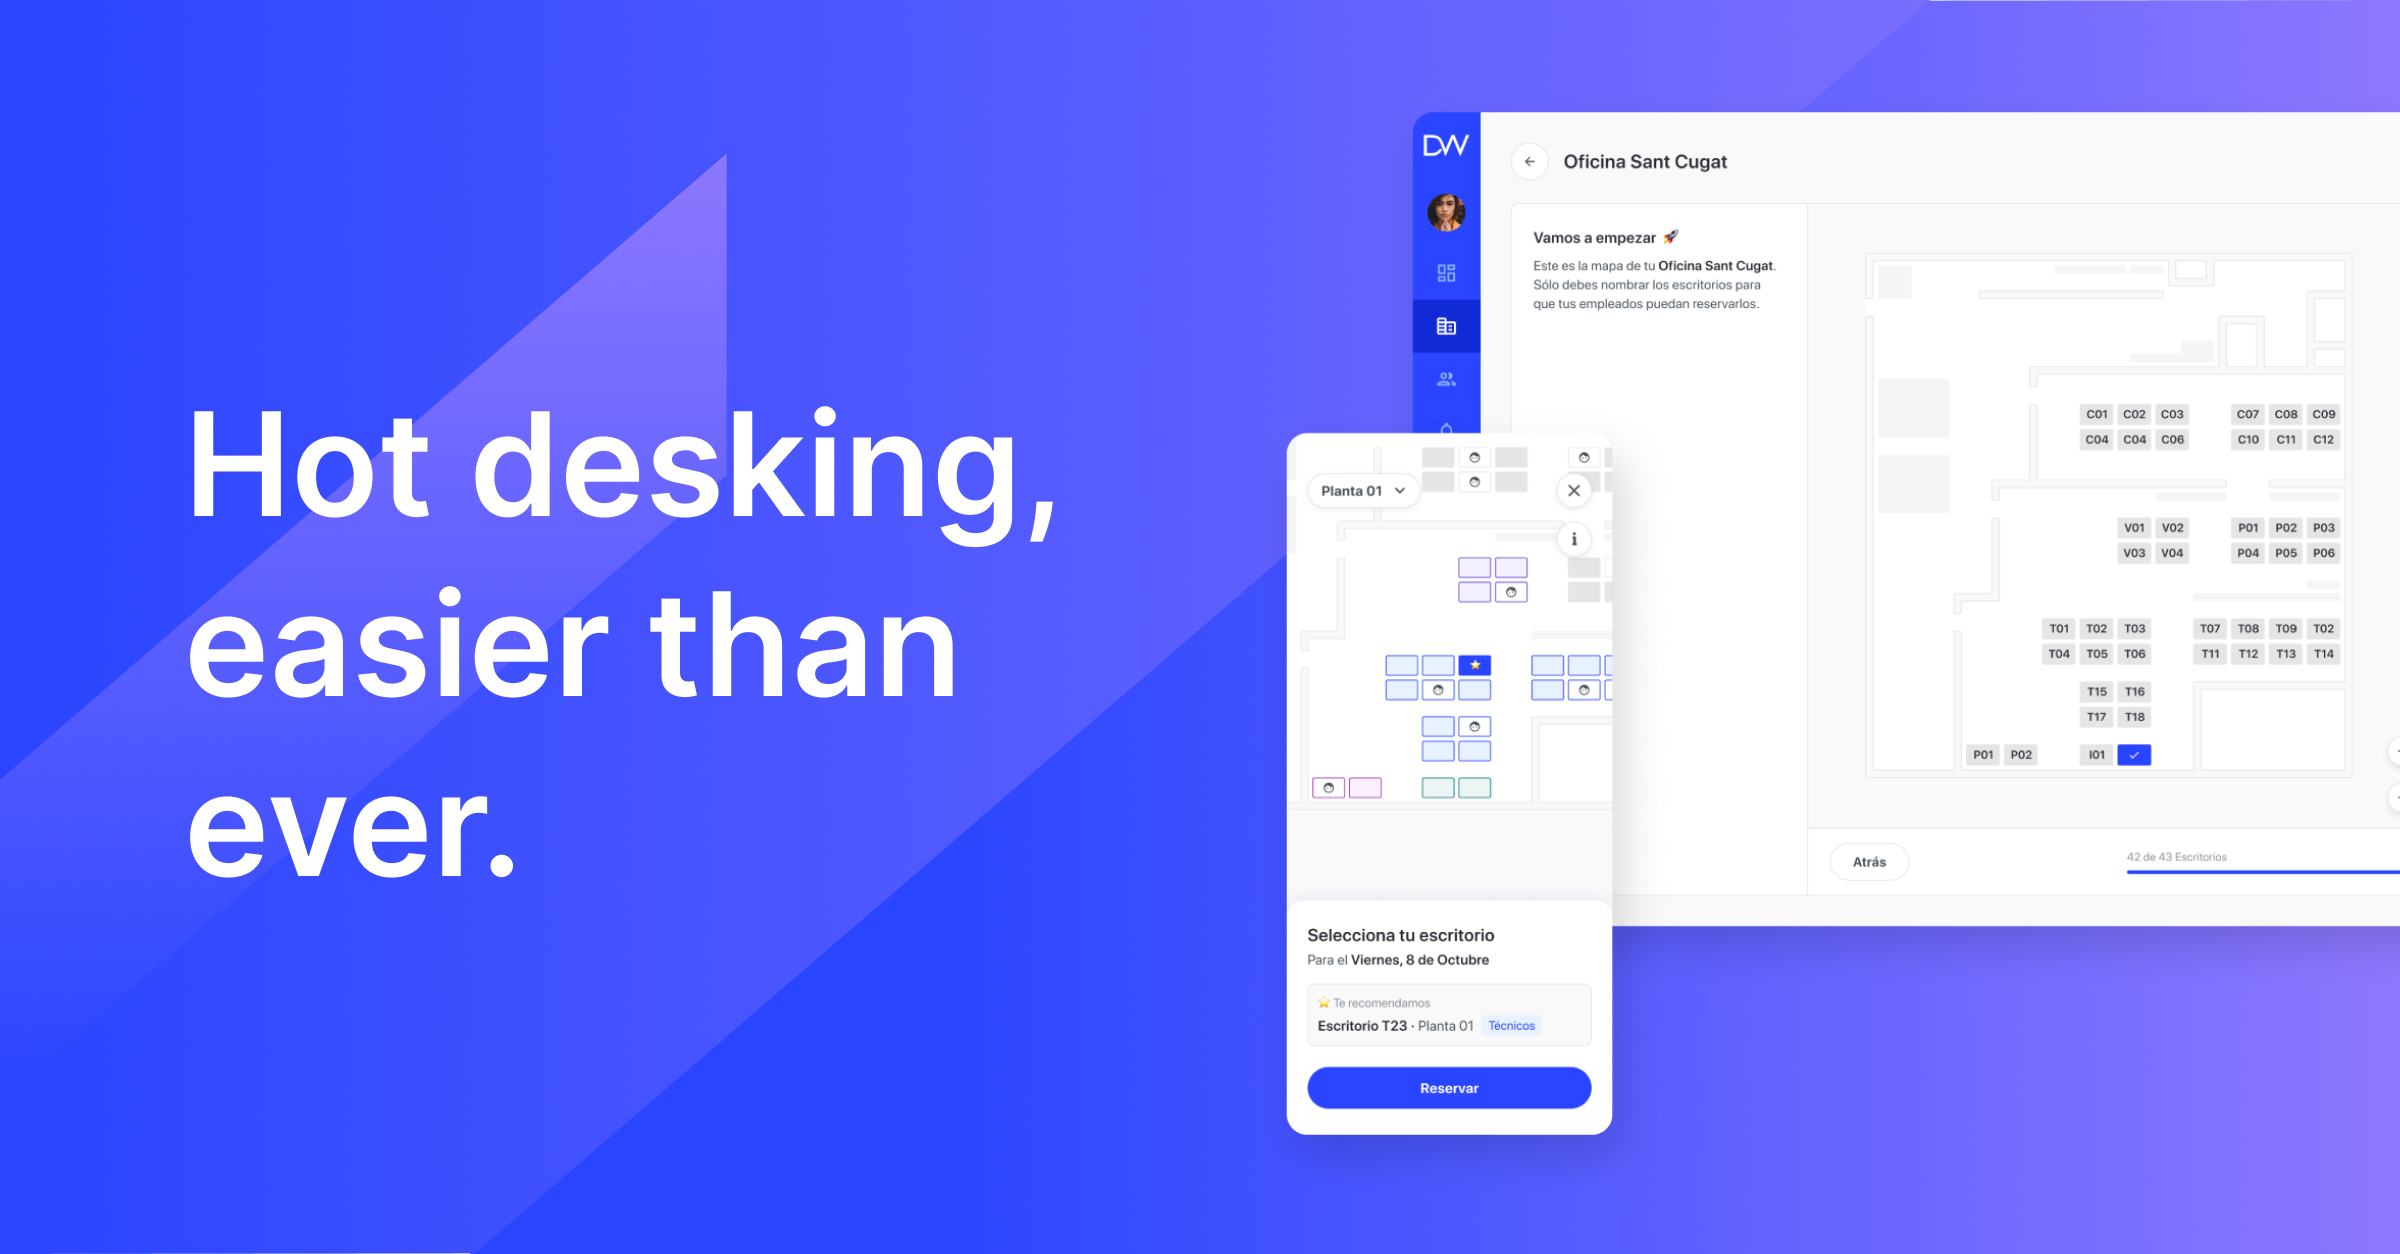 Hot desking,
easier than
ever.
DW
Oficina Sant Cugat
Vamos a empezar 🚀
Este es la mapa de tu Oficina Sant Cugat.
Sólo debes nombrar los escritorios para
que tus empleados puedan reservarlos.
C01 C02 C03 C07 C08 C09
C04 C04 C06 C10 C11 C12
V01 V02 P01 P02 P03
V03 V04 P04 P05 P06
T01 T02 T03 T07 T08 T09 T02
T04 T05 T06 T11 T12 T13 T14
T15 T16
T17 T18
P01 P02 I01
Atrás
42 de 43 Escritorios
Planta 01
i
Selecciona tu escritorio
Para el Viernes, 8 de Octubre
⭐ Te recomendamos
Escritorio T23 · Planta 01 Técnicos
Reservar